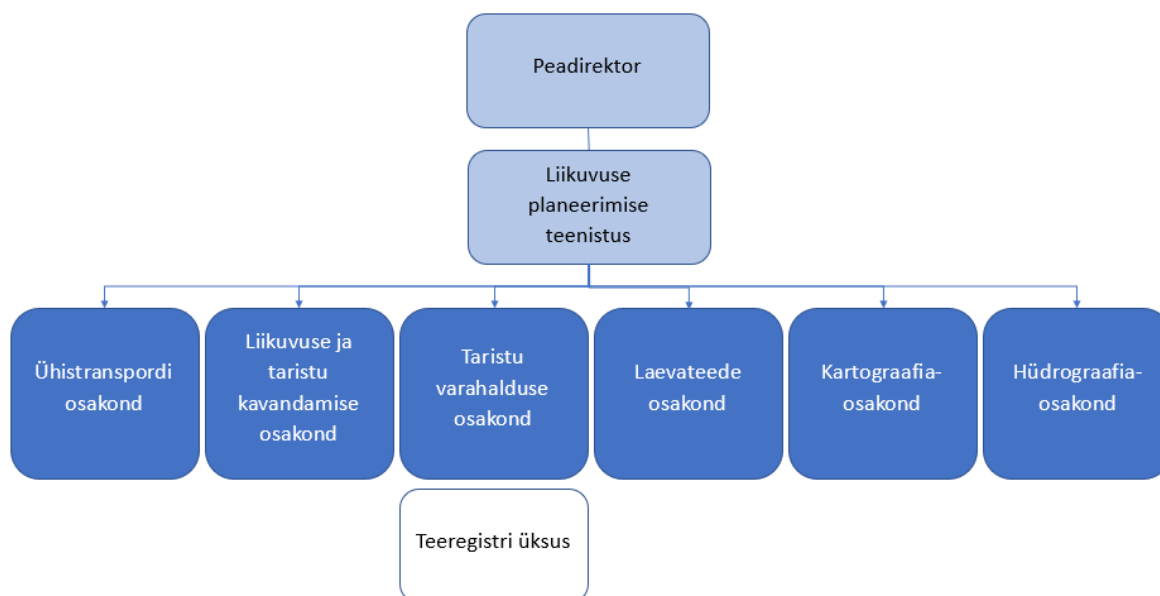 Peadirektor
Liikuvuse
planeerimise
teenistus
Ühistranspordi
osakond
Liikuvuse ja
taristu
kavandamise
osakond
Taristu
varahalduse
osakond
Laevateede
osakond
Kartograafia-
osakond
Hüdrograafia-
osakond
Teeregistri üksus